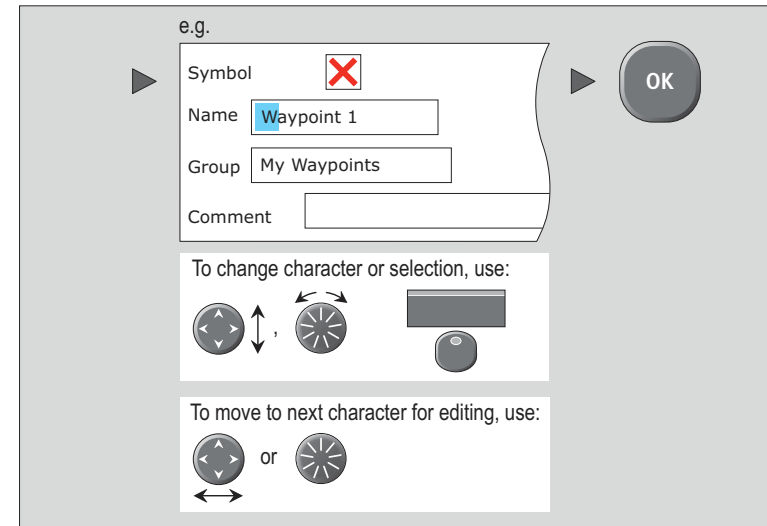 e.g.
Symbol
Name Waypoint 1
Group My Waypoints
Comment
OK
To change character or selection, use:
,
To move to next character for editing, use:
or